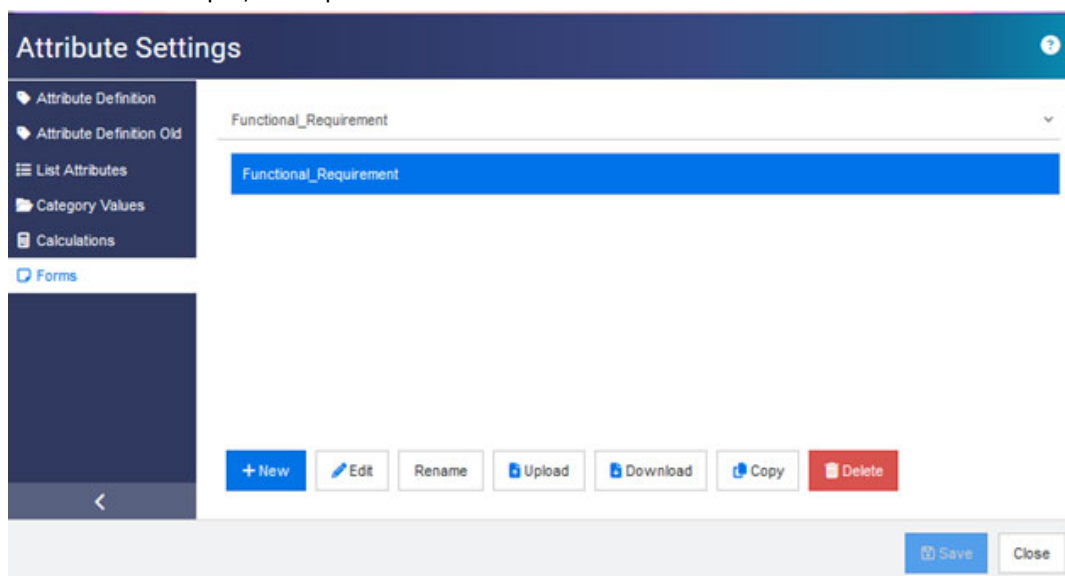 Attribute Settings
Attribute Definition
Attribute Definition Old
List Attributes
Category Values
Calculations
Forms
Functional_Requirement
Functional_Requirement
+ New
Edit
Rename
Upload
Download
Copy
Delete
Save
Close